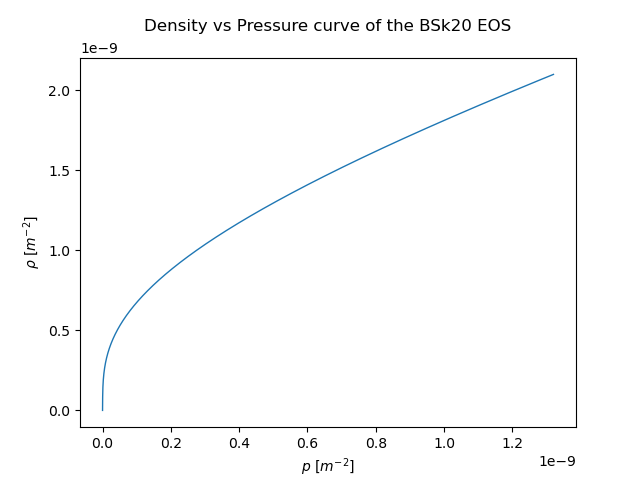 Density vs Pressure curve of the BSk20 EOS
1e−9
2.0
1.5
1.0
0.5
0.0
ρ [m⁻²]
0.0 0.2 0.4 0.6 0.8 1.0 1.2
1e−9
p [m⁻²]